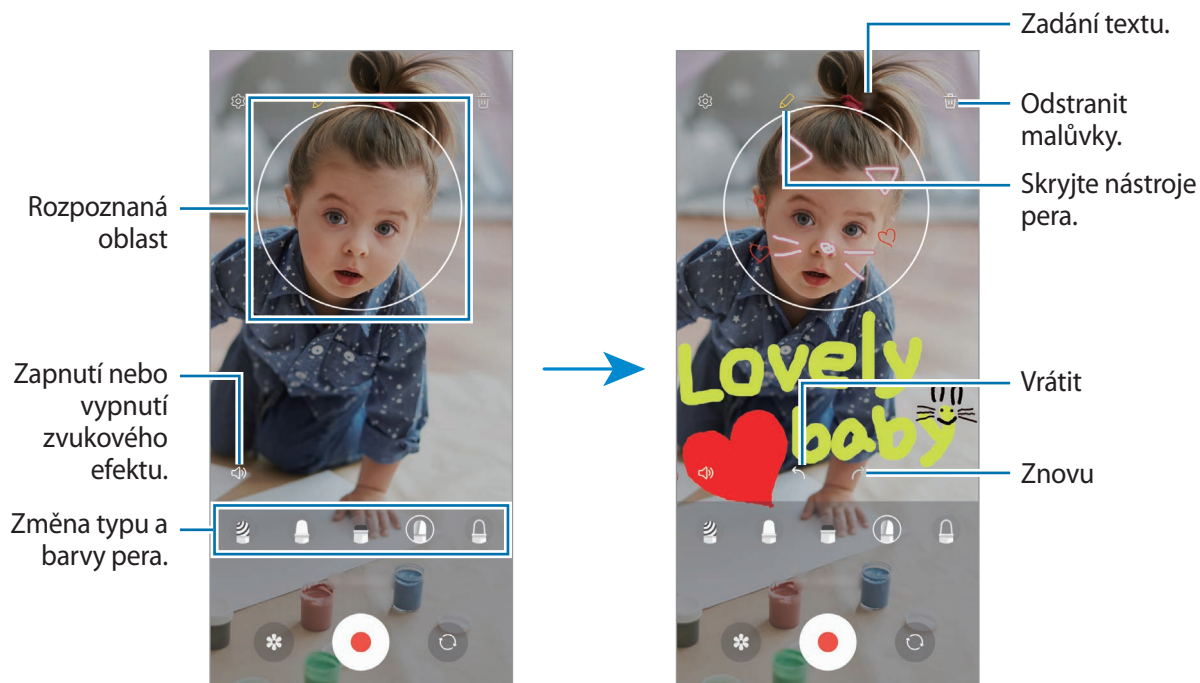 Rozpoznaná
oblast
Zapnutí nebo
vypnutí
zvukového
efektu.
Změna typu a
barvy pera.
Zadání textu.
Odstranit
malůvky.
Skryjte nástroje
pera.
Lovely
baby
Vrátit
Znovu